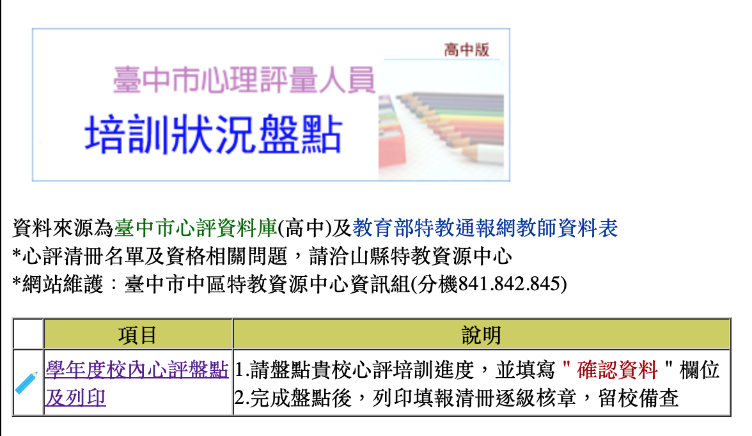 高中版
臺中市心理評量人員
培訓狀況盤點
資料來源為臺中市心評資料庫(高中)及教育部特教通報網教師資料表
*心評清冊名單及資格相關問題，請洽山縣特教資源中心
*網站維護：臺中市中區特教資源中心資訊組(分機841.842.845)
項目 說明
學年度校內心評盤點 1.請盤點貴校心評培訓進度，並填寫＂確認資料＂欄位
及列印 2.完成盤點後，列印填報清冊逐級核章，留校備查